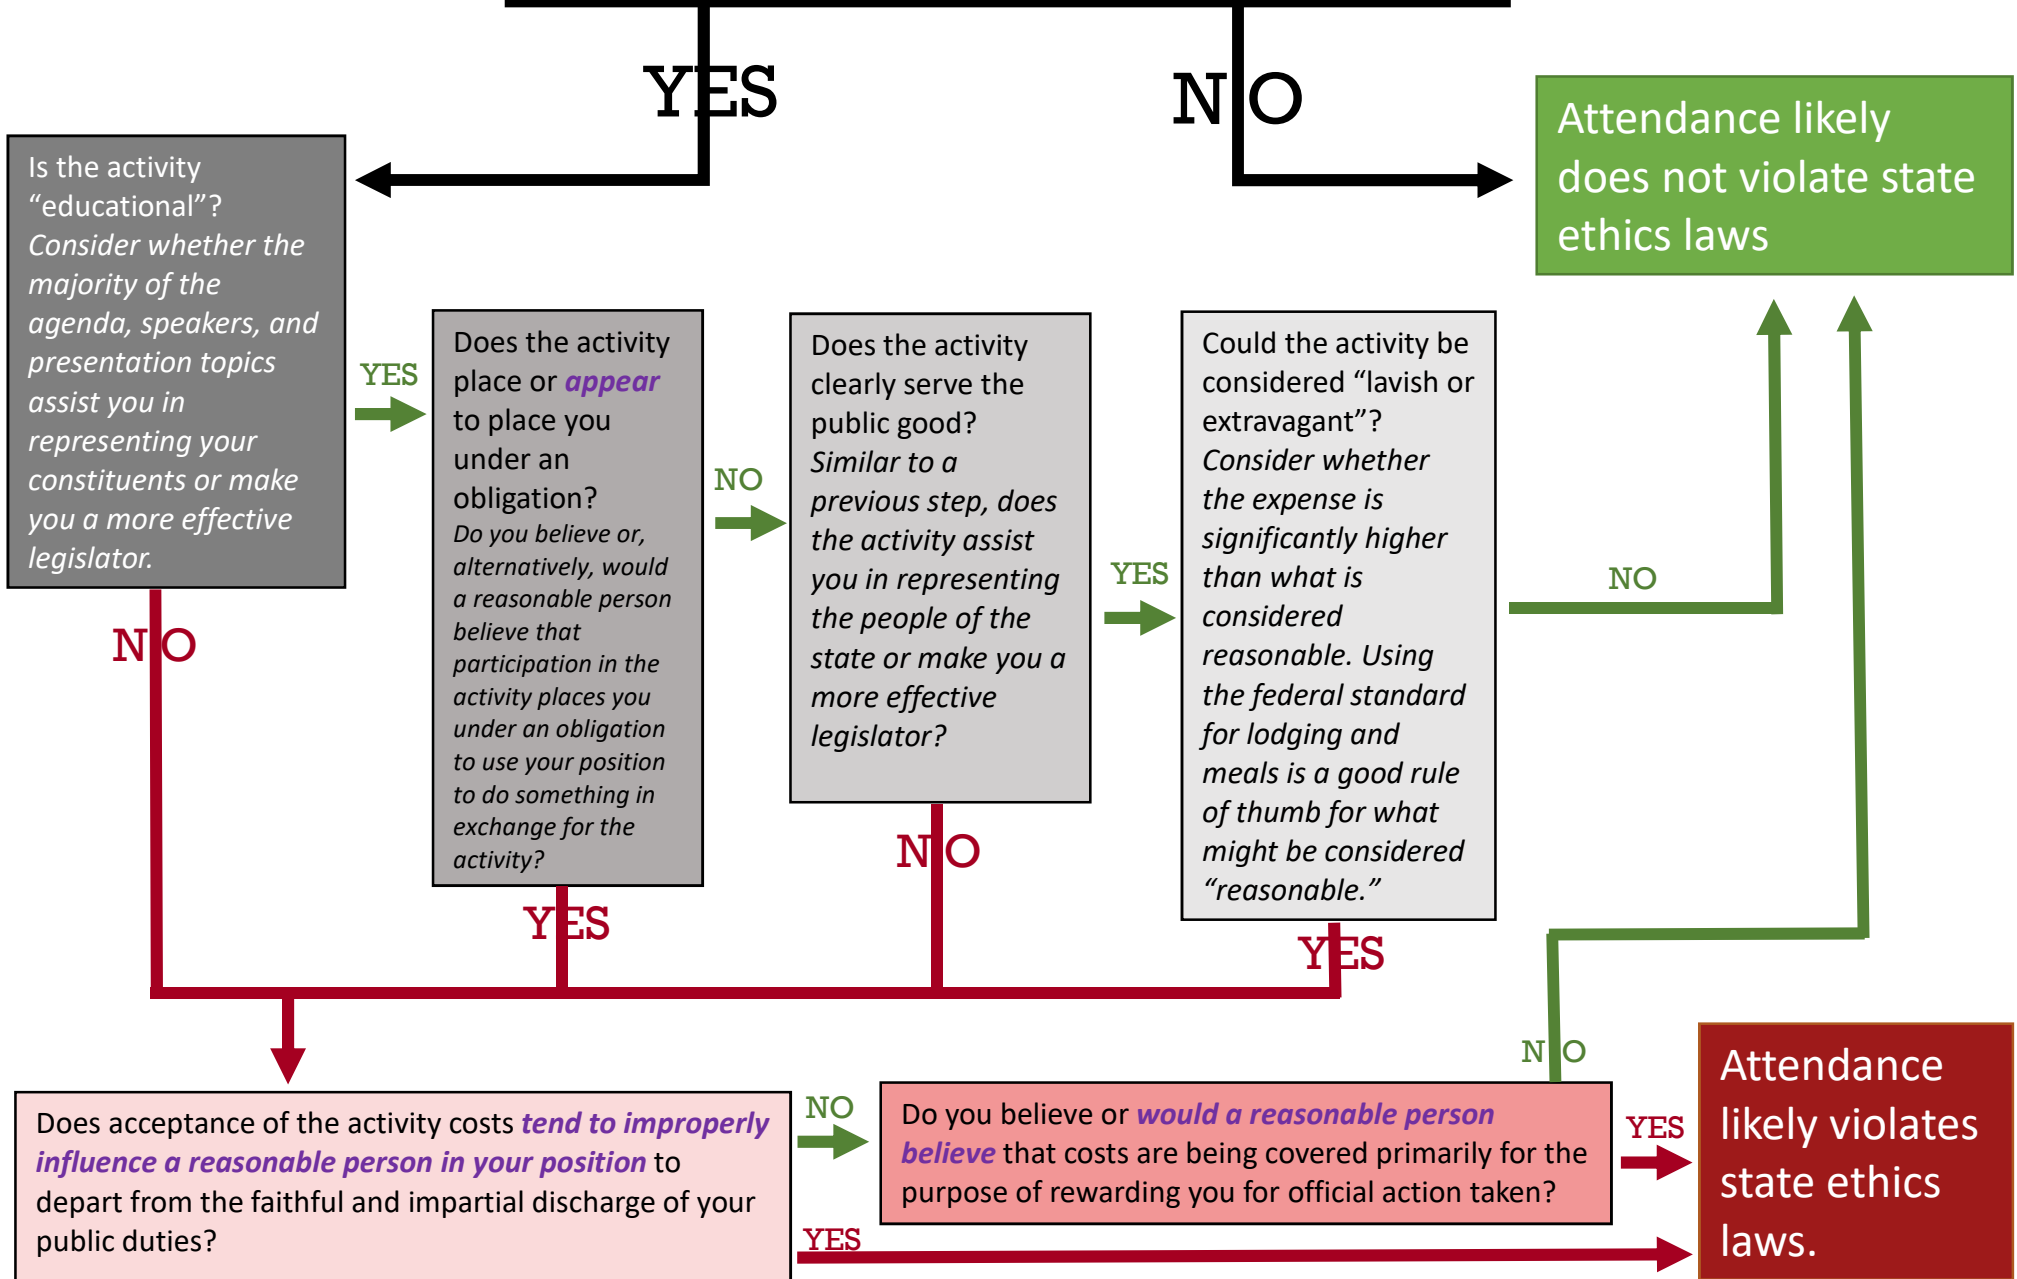 YES
NO
Attendance likely
does not violate state
ethics laws
Is the activity
“educational”?
Consider whether the
majority of the
agenda, speakers, and
presentation topics
assist you in
representing your
constituents or make
you a more effective
legislator.
YES
NO
Does the activity
place or appear
to place you
under an
obligation?
Do you believe or,
alternatively, would
a reasonable person
believe that
participation in the
activity places you
under an obligation
to use your position
to do something in
exchange for the
activity?
NO
YES
Does the activity
clearly serve the
public good?
Similar to a
previous step, does
the activity assist
you in representing
the people of the
state or make you a
more effective
legislator?
YES
NO
Could the activity be
considered “lavish or
extravagant”?
Consider whether
the expense is
significantly higher
than what is
considered
reasonable. Using
the federal standard
for lodging and
meals is a good rule
of thumb for what
might be considered
“reasonable.”
NO
YES
Does acceptance of the activity costs tend to improperly
influence a reasonable person in your position to
depart from the faithful and impartial discharge of your
public duties?
NO
YES
Do you believe or would a reasonable person
believe that costs are being covered primarily for the
purpose of rewarding you for official action taken?
NO
YES
Attendance
likely violates
state ethics
laws.